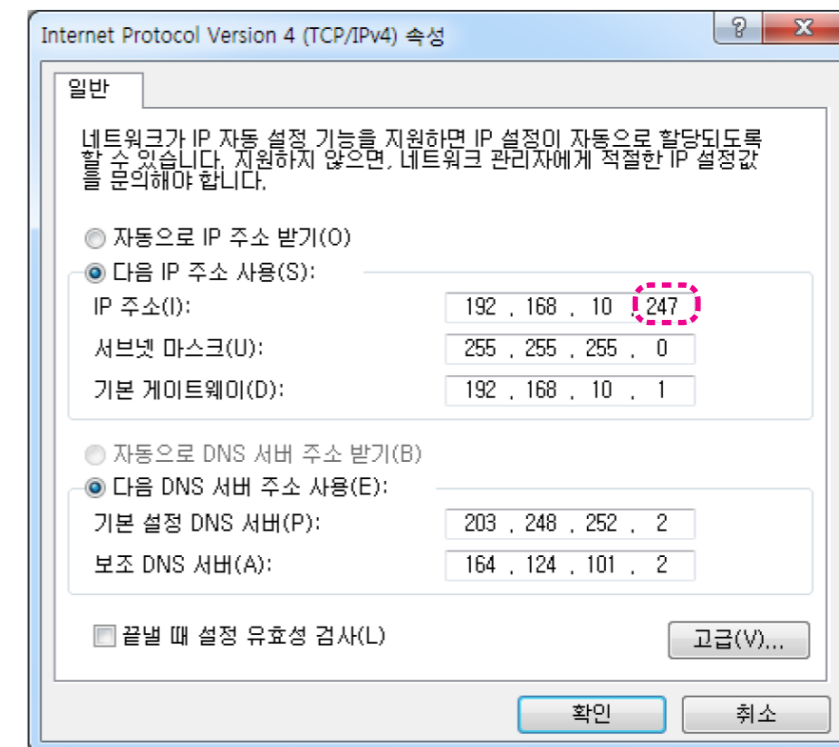 Internet Protocol Version 4 (TCP/IPv4) 속성
일반
네트워크가 IP 자동 설정 기능을 지원하면 IP 설정이 자동으로 할당되도록
할 수 있습니다. 지원하지 않으면, 네트워크 관리자에게 적절한 IP 설정값
을 문의해야 합니다.
자동으로 IP 주소 받기(O)
다음 IP 주소 사용(S):
IP 주소(I): 192 . 168 . 10 . 247
서브넷 마스크(U): 255 . 255 . 255 . 0
기본 게이트웨이(D): 192 . 168 . 10 . 1
자동으로 DNS 서버 주소 받기(B)
다음 DNS 서버 주소 사용(E):
기본 설정 DNS 서버(P): 203 . 248 . 252 . 2
보조 DNS 서버(A): 164 . 124 . 101 . 2
끝낼 때 설정 유효성 검사(L)
고급(V)...
확인 취소